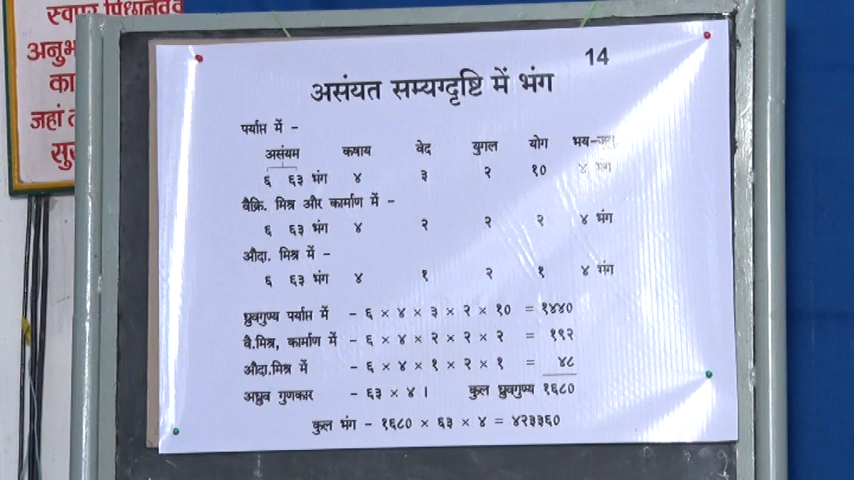 अनुभ
का
जहां
सुख
14
असंयत सम्यग्दृष्टि में भंग
पर्याप्त में -
असंयम कषाय वेद युगल योग भय-जुगु
६ ६३ भंग ४ ३ २ १० ४ भंग
वैक्रि. मिश्र और कार्माण में -
६ ६३ भंग ४ २ २ २ ४ भंग
औदा. मिश्र में -
६ ६३ भंग ४ १ २ १ ४ भंग
ध्रुवगुण्य पर्याप्त में - ६ × ४ × ३ × २ × १० = १४४०
वै.मिश्र, कार्माण में - ६ × ४ × २ × २ × २ = १९२
औदा.मिश्र में - ६ × ४ × १ × २ × १ = ४८
अध्रुव गुणकार - ६३ × ४ । कुल ध्रुवगुण्य १६८०
कुल भंग - १६८० × ६३ × ४ = ४२३३६०